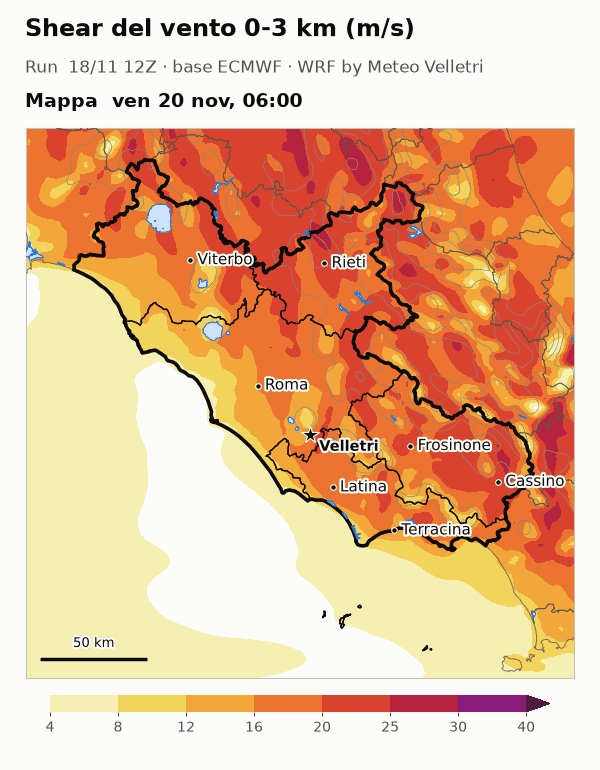 Shear del vento 0-3 km (m/s)
Run  18/11 12Z · base ECMWF · WRF by Meteo Velletri
Mappa  ven 20 nov, 06:00
Viterbo
Rieti
Roma
Velletri
Frosinone
Cassino
Latina
Terracina
50 km
4 8 12 16 20 25 30 40